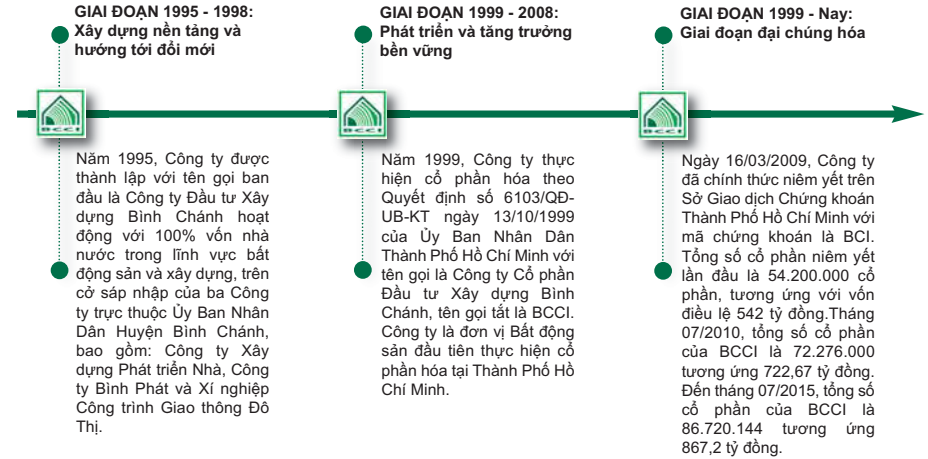 GIAI ĐOẠN 1995 - 1998:
Xây dựng nền tảng và
hướng tới đổi mới
BCCI
Năm 1995, Công ty được
thành lập với tên gọi ban
đầu là Công ty Đầu tư Xây
dựng Bình Chánh hoạt
động với 100% vốn nhà
nước trong lĩnh vực bất
động sản và xây dựng, trên
cở sáp nhập của ba Công
ty trực thuộc Ủy Ban Nhân
Dân Huyện Bình Chánh,
bao gồm: Công ty Xây
dựng Phát triển Nhà, Công
ty Bình Phát và Xí nghiệp
Công trình Giao thông Đô
Thị.
GIAI ĐOẠN 1999 - 2008:
Phát triển và tăng trưởng
bền vững
BCCI
Năm 1999, Công ty thực
hiện cổ phần hóa theo
Quyết định số 6103/QĐ-
UB-KT ngày 13/10/1999
của Ủy Ban Nhân Dân
Thành Phố Hồ Chí Minh với
tên gọi là Công ty Cổ phần
Đầu tư Xây dựng Bình
Chánh, tên gọi tắt là BCCI.
Công ty là đơn vị Bất động
sản đầu tiên thực hiện cổ
phần hóa tại Thành Phố Hồ
Chí Minh.
GIAI ĐOẠN 1999 - Nay:
Giai đoạn đại chúng hóa
BCCI
Ngày 16/03/2009, Công ty
đã chính thức niêm yết trên
Sở Giao dịch Chứng khoán
Thành Phố Hồ Chí Minh với
mã chứng khoán là BCI.
Tổng số cổ phần niêm yết
lần đầu là 54.200.000 cổ
phần, tương ứng với vốn
điều lệ 542 tỷ đồng.Tháng
07/2010, tổng số cổ phần
của BCCI là 72.276.000
tương ứng 722,67 tỷ đồng.
Đến tháng 07/2015, tổng số
cổ phần của BCCI là
86.720.144 tương ứng
867,2 tỷ đồng.